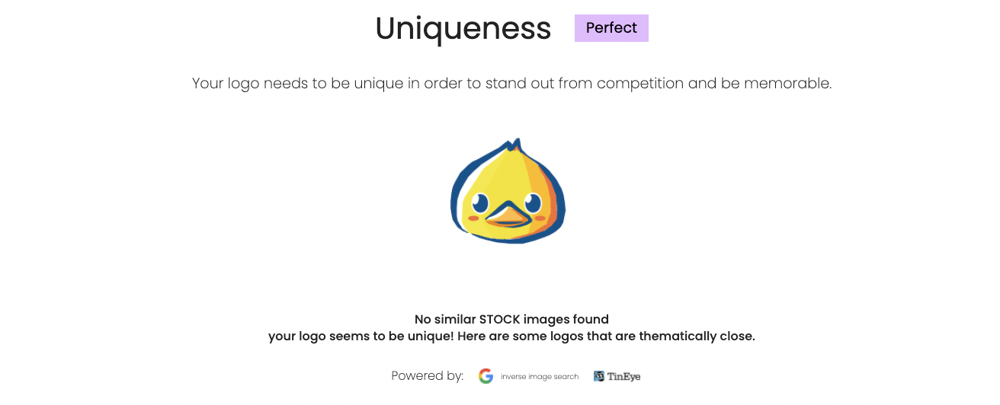 Uniqueness
Perfect
Your logo needs to be unique in order to stand out from competition and be memorable.
No similar STOCK images found
your logo seems to be unique! Here are some logos that are thematically close.
Powered by: G inverse image search TinEye